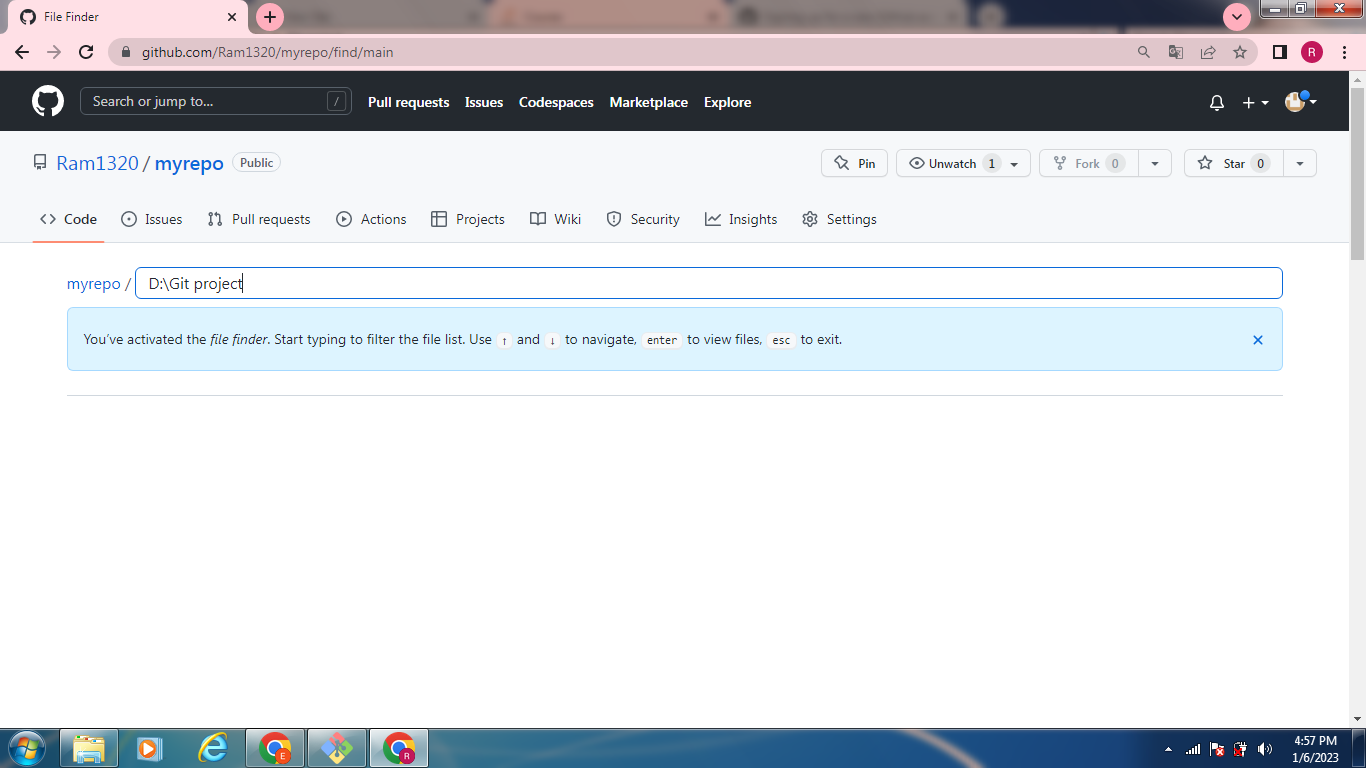 File Finder
github.com/Ram1320/myrepo/find/main
R
Search or jump to... /
Pull requests Issues Codespaces Marketplace Explore
Ram1320 / myrepo Public
Pin Unwatch 1 Fork 0 Star 0
Code Issues Pull requests Actions Projects Wiki Security Insights Settings
myrepo / D:\Git project
You've activated the file finder. Start typing to filter the file list. Use ↑ and ↓ to navigate, enter to view files, esc to exit.
E
R
4:57 PM
1/6/2023